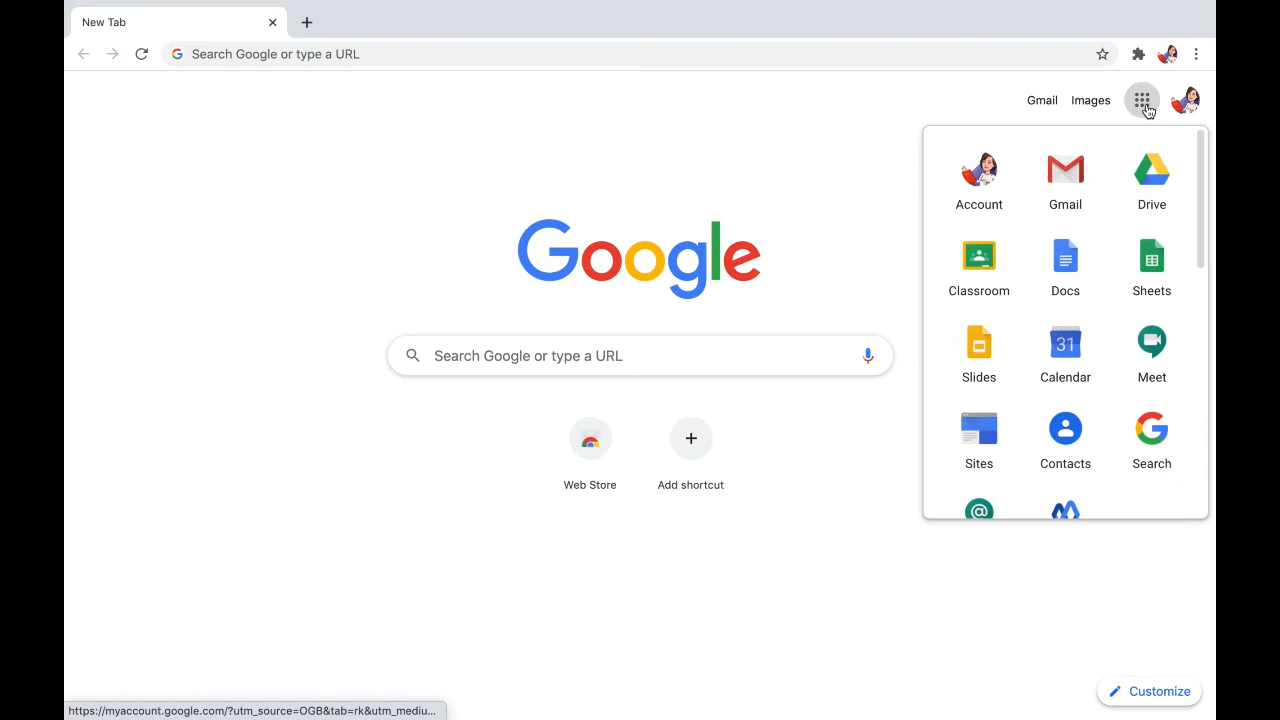 New Tab
Search Google or type a URL
Gmail Images
Account Gmail Drive
Classroom Docs Sheets
Google
Search Google or type a URL
31
Slides Calendar Meet
Sites Contacts Search
Web Store Add shortcut
@
Customize
https://myaccount.google.com/?utm_source=OGB&tab=rk&utm_mediu...